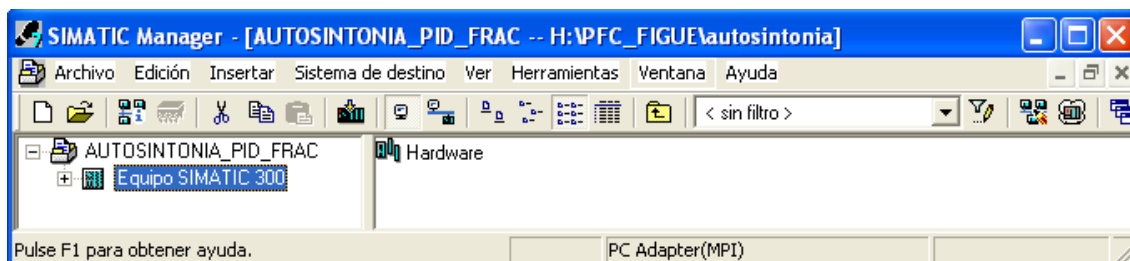 SIMATIC Manager - [AUTOSINTONIA_PID_FRAC -- H:\PFC_FIGUE\autosintonia]
Archivo Edición Insertar Sistema de destino Ver Herramientas Ventana Ayuda
< sin filtro >
AUTOSINTONIA_PID_FRAC
Equipo SIMATIC 300
Hardware
Pulse F1 para obtener ayuda.
PC Adapter(MPI)